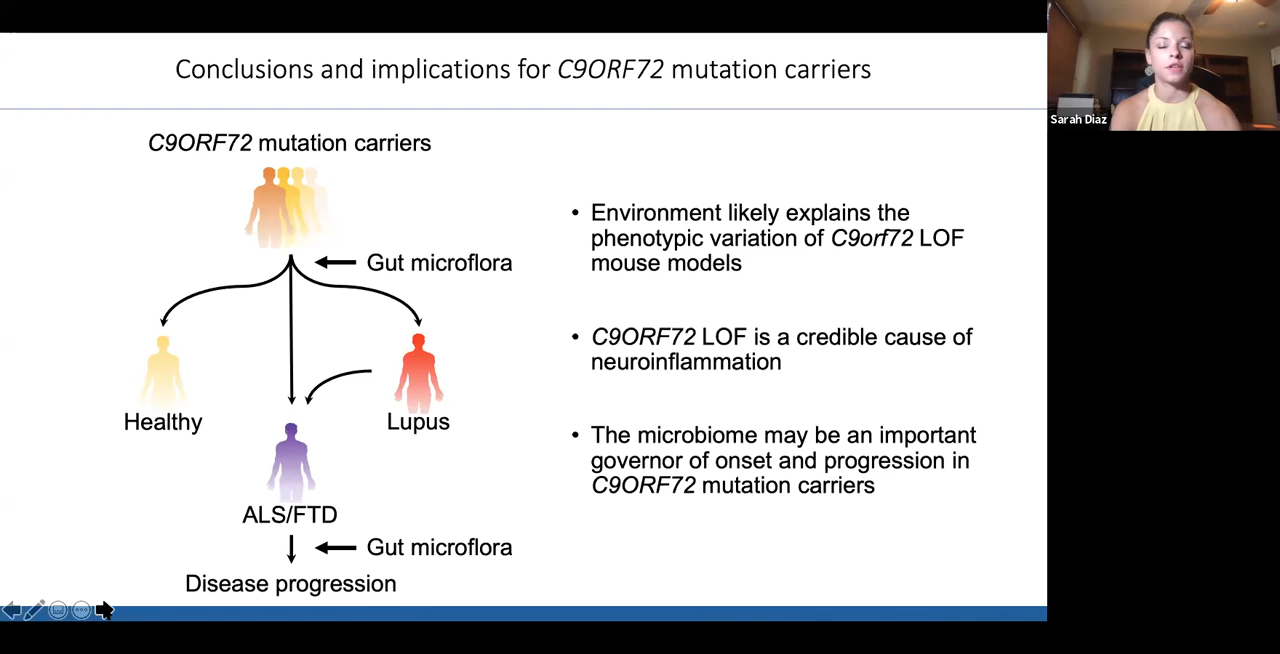 Conclusions and implications for C9ORF72 mutation carriers
Sarah Diaz
C9ORF72 mutation carriers
Gut microflora
Healthy
Lupus
ALS/FTD
Gut microflora
Disease progression
• Environment likely explains the
phenotypic variation of C9orf72 LOF
mouse models
• C9ORF72 LOF is a credible cause of
neuroinflammation
• The microbiome may be an important
governor of onset and progression in
C9ORF72 mutation carriers